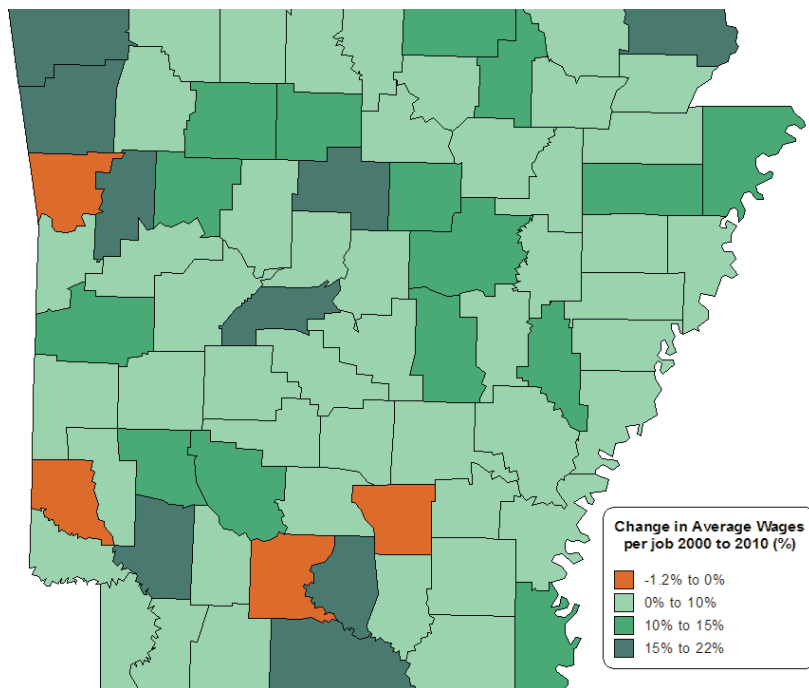 Change in Average Wages
per job 2000 to 2010 (%)
-1.2% to 0%
0% to 10%
10% to 15%
15% to 22%